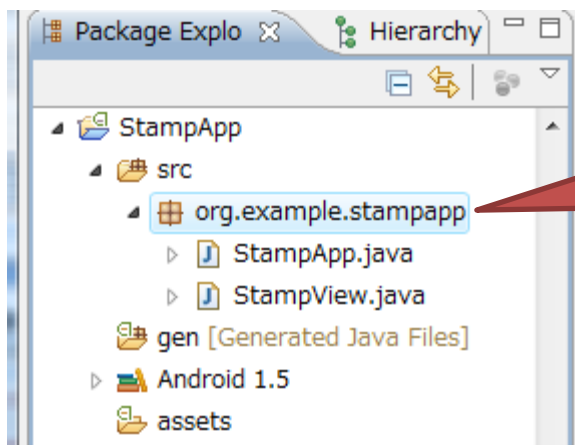 Package Explo Hierarchy
StampApp
src
org.example.stampapp
StampApp.java
StampView.java
gen [Generated Java Files]
Android 1.5
assets